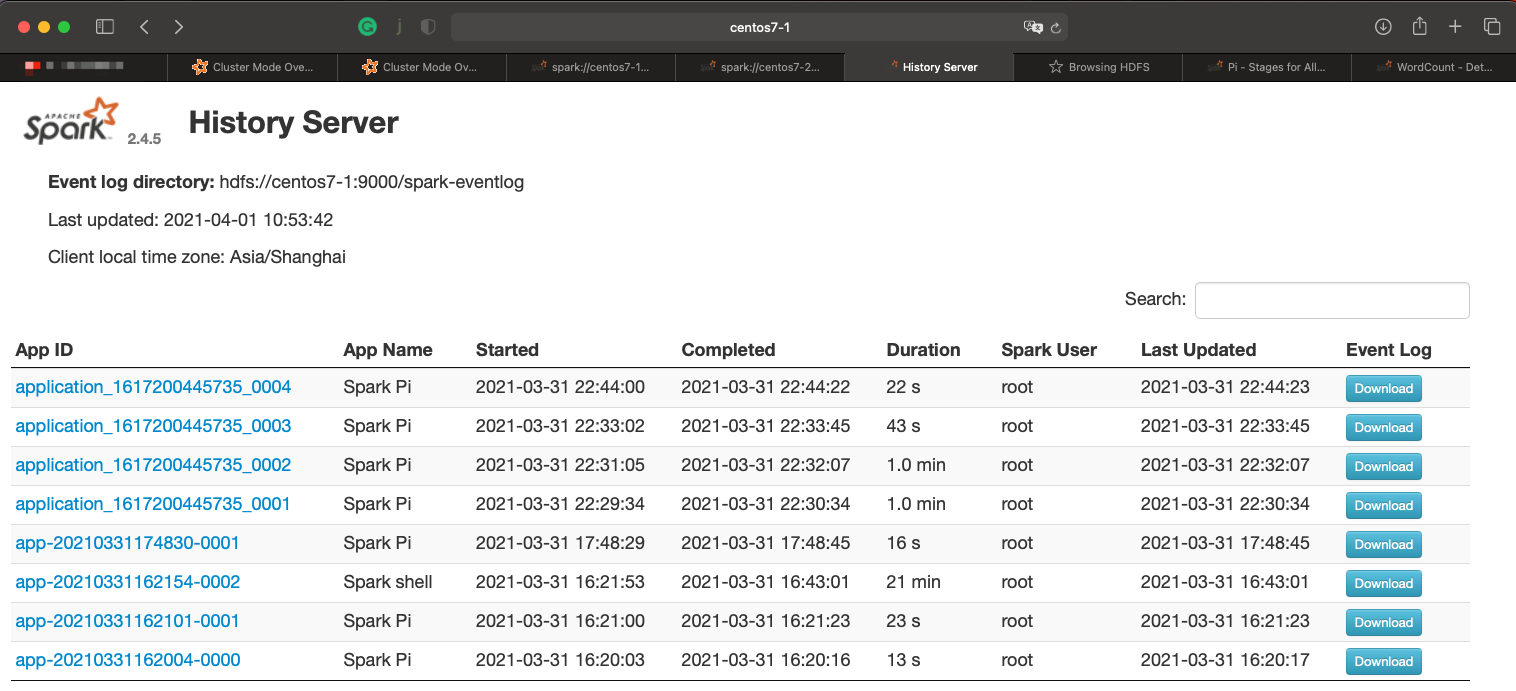 centos7-1
Cluster Mode Ove...
Cluster Mode Ov...
spark://centos7-1...
spark://centos7-2...
History Server
Browsing HDFS
Pi - Stages for All...
WordCount - Det...
APACHE Spark 2.4.5 History Server
Event log directory: hdfs://centos7-1:9000/spark-eventlog
Last updated: 2021-04-01 10:53:42
Client local time zone: Asia/Shanghai
Search:
App ID App Name Started Completed Duration Spark User Last Updated Event Log
application_1617200445735_0004 Spark Pi 2021-03-31 22:44:00 2021-03-31 22:44:22 22 s root 2021-03-31 22:44:23 Download
application_1617200445735_0003 Spark Pi 2021-03-31 22:33:02 2021-03-31 22:33:45 43 s root 2021-03-31 22:33:45 Download
application_1617200445735_0002 Spark Pi 2021-03-31 22:31:05 2021-03-31 22:32:07 1.0 min root 2021-03-31 22:32:07 Download
application_1617200445735_0001 Spark Pi 2021-03-31 22:29:34 2021-03-31 22:30:34 1.0 min root 2021-03-31 22:30:34 Download
app-20210331174830-0001 Spark Pi 2021-03-31 17:48:29 2021-03-31 17:48:45 16 s root 2021-03-31 17:48:45 Download
app-20210331162154-0002 Spark shell 2021-03-31 16:21:53 2021-03-31 16:43:01 21 min root 2021-03-31 16:43:01 Download
app-20210331162101-0001 Spark Pi 2021-03-31 16:21:00 2021-03-31 16:21:23 23 s root 2021-03-31 16:21:23 Download
app-20210331162004-0000 Spark Pi 2021-03-31 16:20:03 2021-03-31 16:20:16 13 s root 2021-03-31 16:20:17 Download